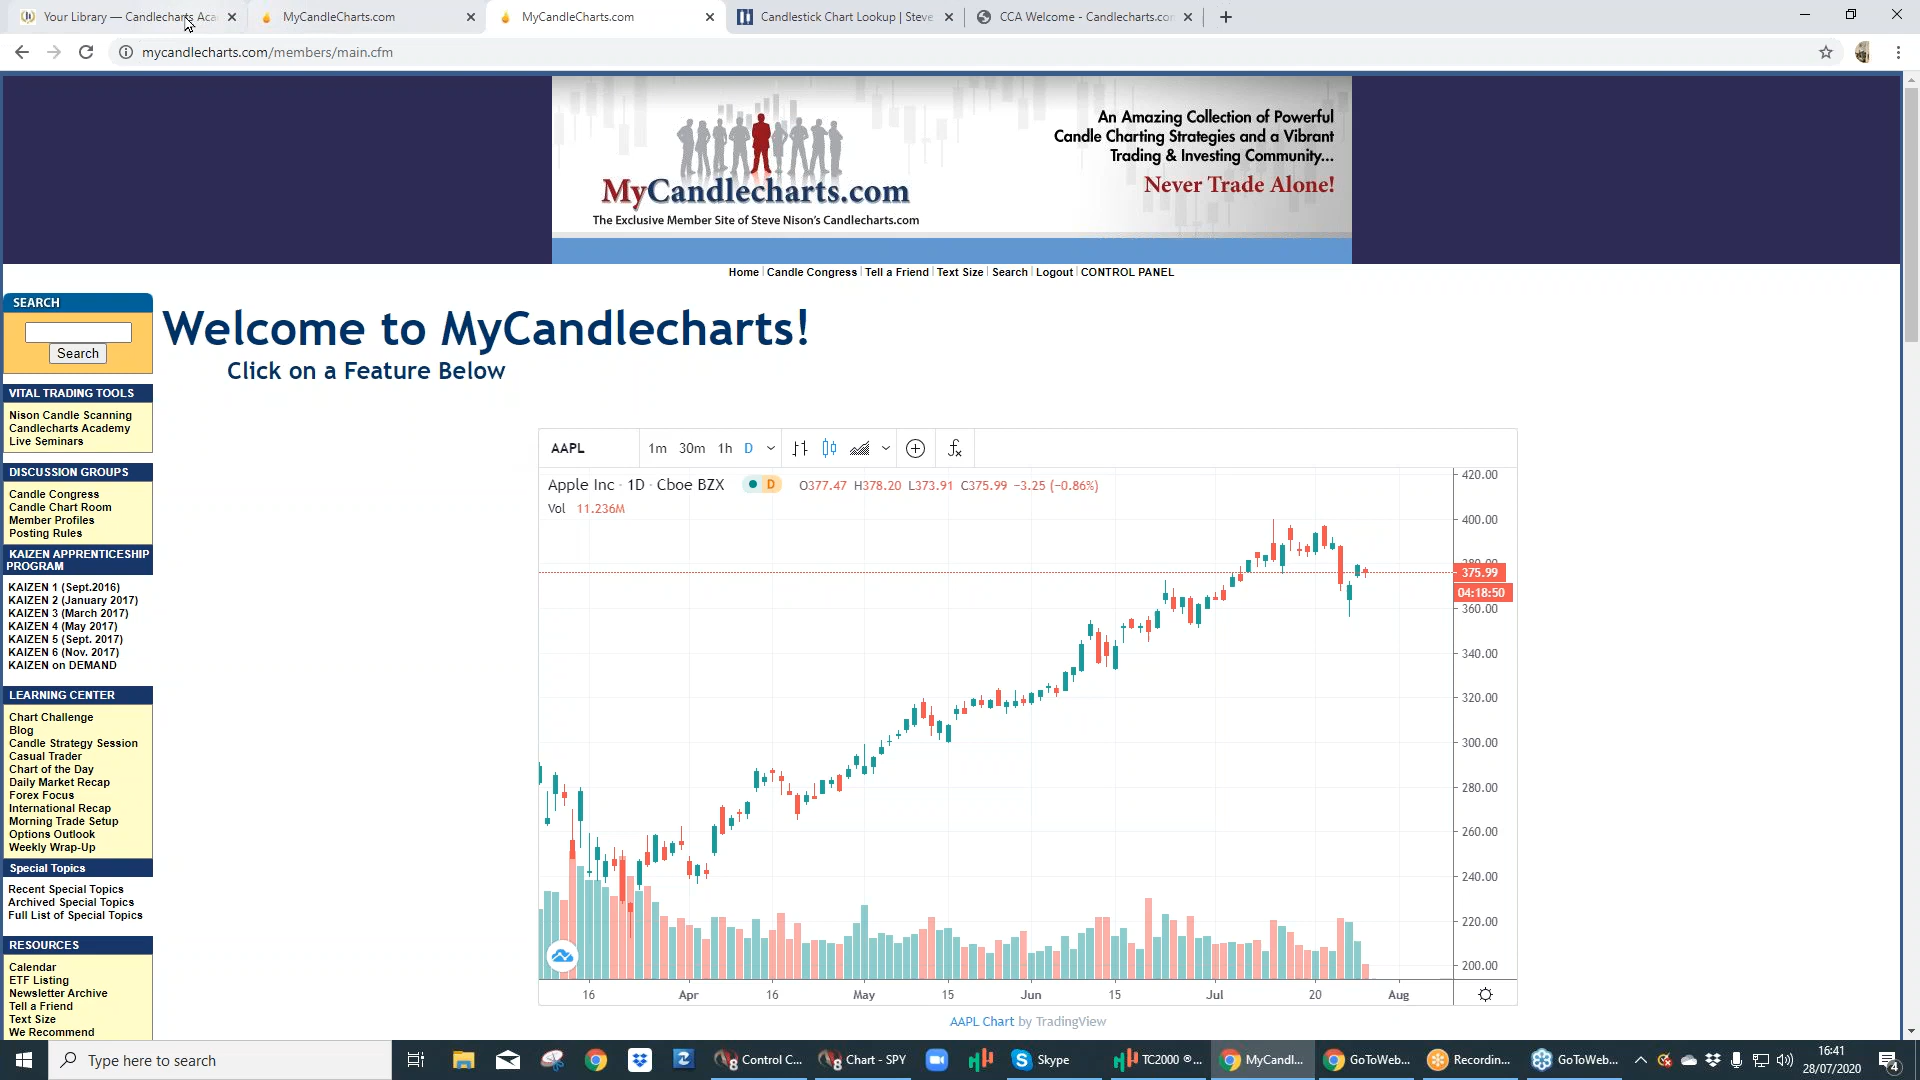 Your Library — Candlecharts Aca
MyCandleCharts.com
MyCandleCharts.com
Candlestick Chart Lookup | Steve
CCA Welcome - Candlecharts.co
mycandlecharts.com/members/main.cfm
An Amazing Collection of Powerful
Candle Charting Strategies and a Vibrant
Trading & Investing Community...
Never Trade Alone!
MyCandlecharts.com
The Exclusive Member Site of Steve Nison's Candlecharts.com
Home | Candle Congress | Tell a Friend | Text Size | Search | Logout | CONTROL PANEL
SEARCH
Search
Welcome to MyCandlecharts!
Click on a Feature Below
VITAL TRADING TOOLS
Nison Candle Scanning
Candlecharts Academy
Live Seminars
DISCUSSION GROUPS
Candle Congress
Candle Chart Room
Member Profiles
Posting Rules
KAIZEN APPRENTICESHIP
PROGRAM
KAIZEN 1 (Sept.2016)
KAIZEN 2 (January 2017)
KAIZEN 3 (March 2017)
KAIZEN 4 (May 2017)
KAIZEN 5 (Sept. 2017)
KAIZEN 6 (Nov. 2017)
KAIZEN on DEMAND
LEARNING CENTER
Chart Challenge
Blog
Candle Strategy Session
Casual Trader
Chart of the Day
Daily Market Recap
Forex Focus
International Recap
Morning Trade Setup
Options Outlook
Weekly Wrap-Up
Special Topics
Recent Special Topics
Archived Special Topics
Full List of Special Topics
RESOURCES
Calendar
ETF Listing
Newsletter Archive
Tell a Friend
Text Size
We Recommend
AAPL 1m 30m 1h D
Apple Inc · 1D · Cboe BZX D O377.47 H378.20 L373.91 C375.99 −3.25 (−0.86%)
Vol 11.236M
420.00
400.00
380.00
375.99
04:18:50
360.00
340.00
320.00
300.00
280.00
260.00
240.00
220.00
200.00
16 Apr 16 May 15 Jun 15 Jul 20 Aug
AAPL Chart by TradingView
Type here to search
Control C...
Chart - SPY
Skype
TC2000 ®...
MyCandl...
GoToWeb...
Recordin...
GoToWeb...
16:41
28/07/2020
4